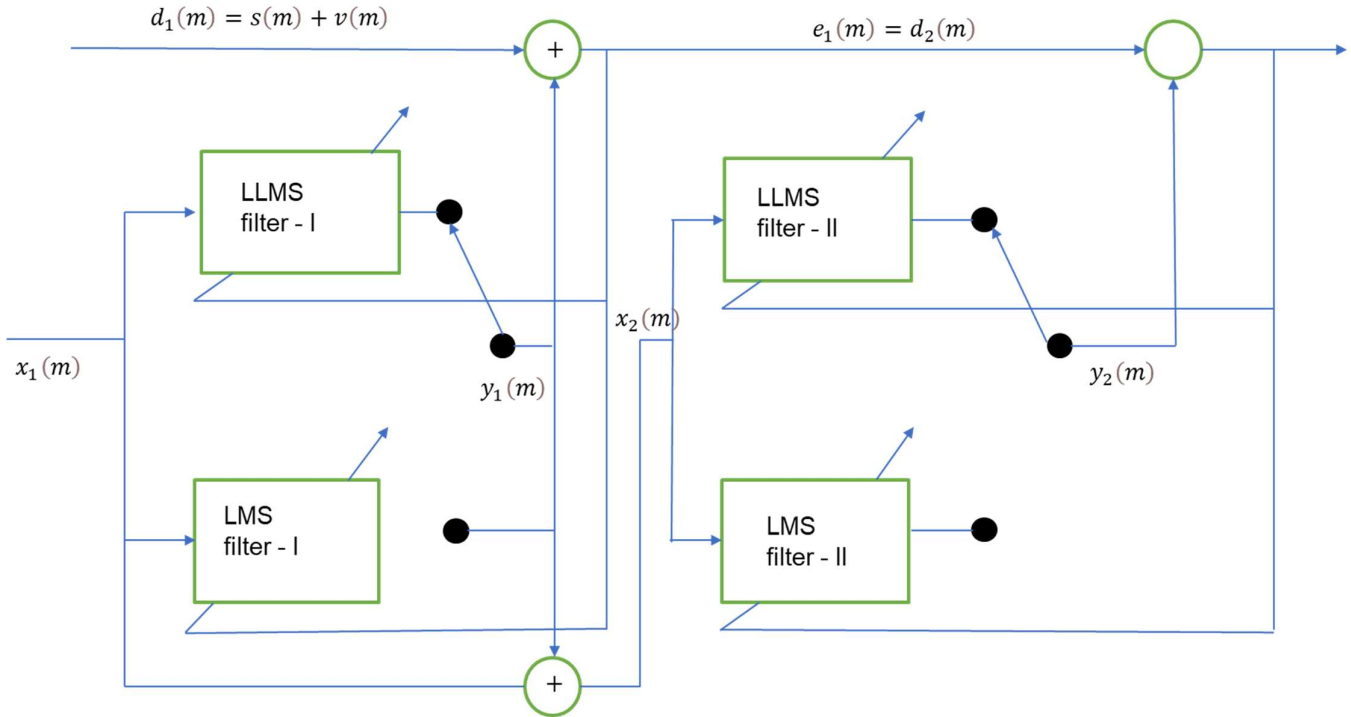 d₁(m) = s(m) + v(m)
+
e₁(m) = d₂(m)
LLMS
filter - I
LLMS
filter - II
x₂(m)
x₁(m)
y₁(m)
y₂(m)
LMS
filter - I
LMS
filter - II
+